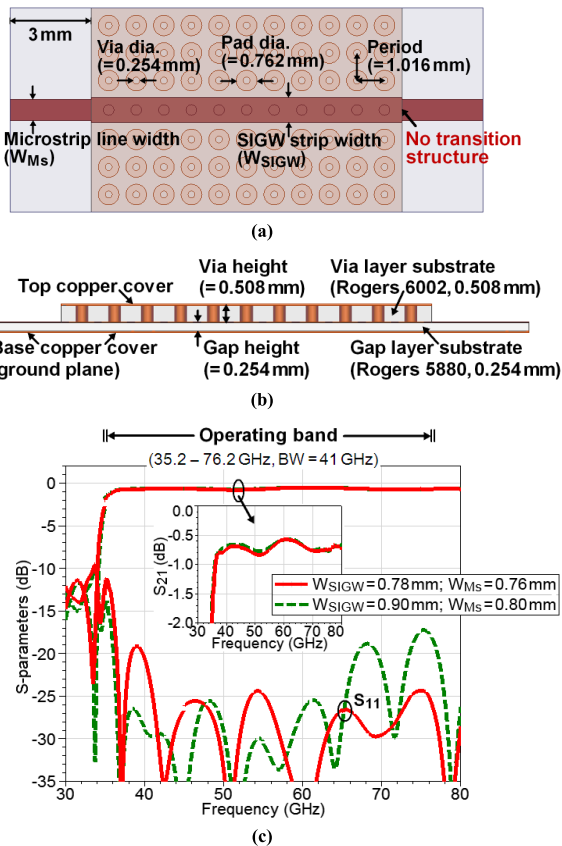 3 mm
Via dia.
(= 0.254 mm)
Pad dia.
(= 0.762 mm)
Period
(= 1.016 mm)
Microstrip line width
(WMs)
SIGW strip width
(WSIGW)
No transition
structure
(a)
Top copper cover
Via height
(= 0.508 mm)
Via layer substrate
(Rogers 6002, 0.508 mm)
Base copper cover
ground plane)
Gap height
(= 0.254 mm)
Gap layer substrate
(Rogers 5880, 0.254 mm)
(b)
Operating band
(35.2 – 76.2 GHz, BW = 41 GHz)
S-parameters (dB)
0
-5
-10
-15
-20
-25
-30
-35
30
40
50
60
70
80
Frequency (GHz)
S21 (dB)
0.0
-0.5
-1.0
-1.5
-2.0
30 40 50 60 70 80
Frequency (GHz)
WSIGW = 0.78 mm; WMs = 0.76 mm
WSIGW = 0.90 mm; WMs = 0.80 mm
S11
(c)